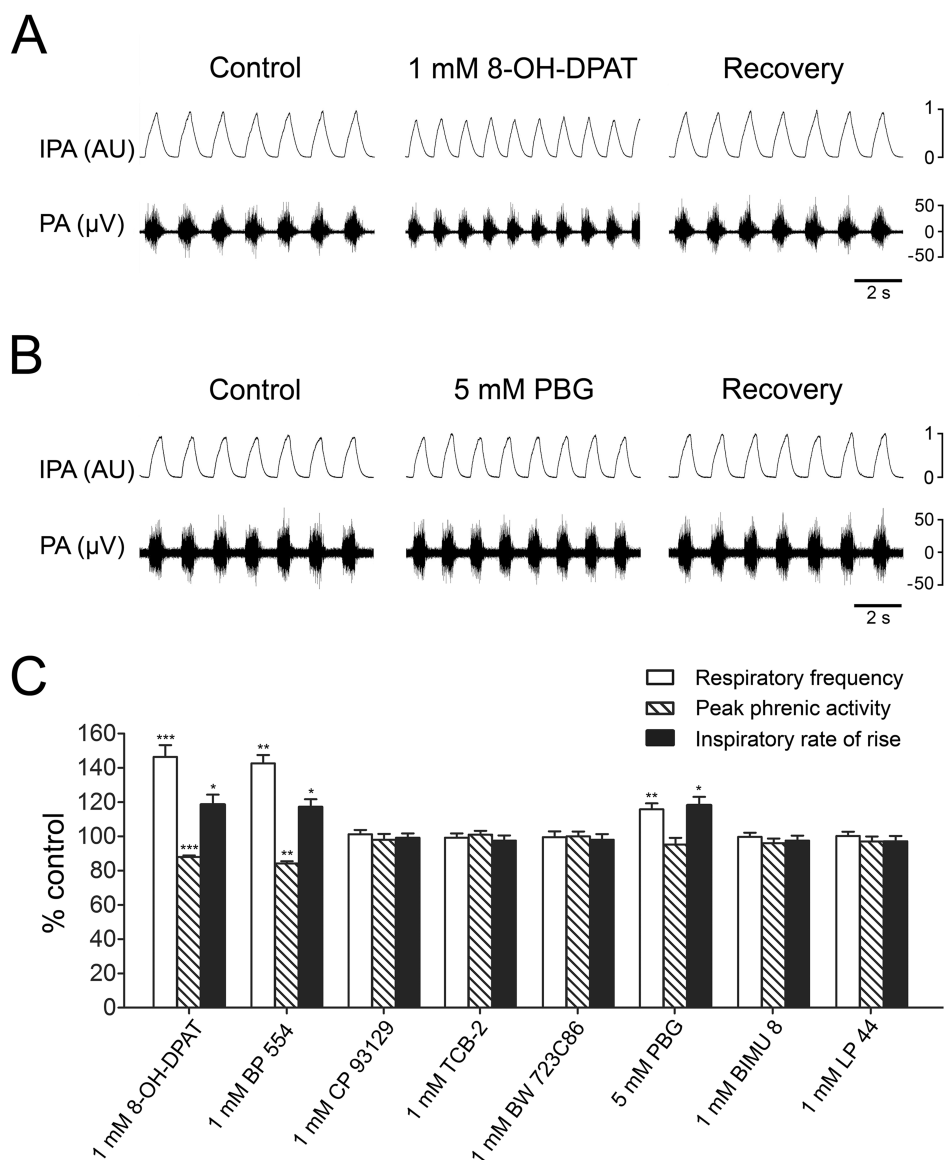 A
Control 1 mM 8-OH-DPAT Recovery
IPA (AU) 1
0
PA (µV) 50
0
-50
2 s
B
Control 5 mM PBG Recovery
IPA (AU) 1
0
PA (µV) 50
0
-50
2 s
C
Respiratory frequency
Peak phrenic activity
Inspiratory rate of rise
% control
160
140
120
100
80
60
40
20
0
*** *** *
** ** *
** *
1 mM 8-OH-DPAT
1 mM BP 554
1 mM CP 93129
1 mM TCB-2
1 mM BW 723C86
5 mM PBG
1 mM BIMU 8
1 mM LP 44